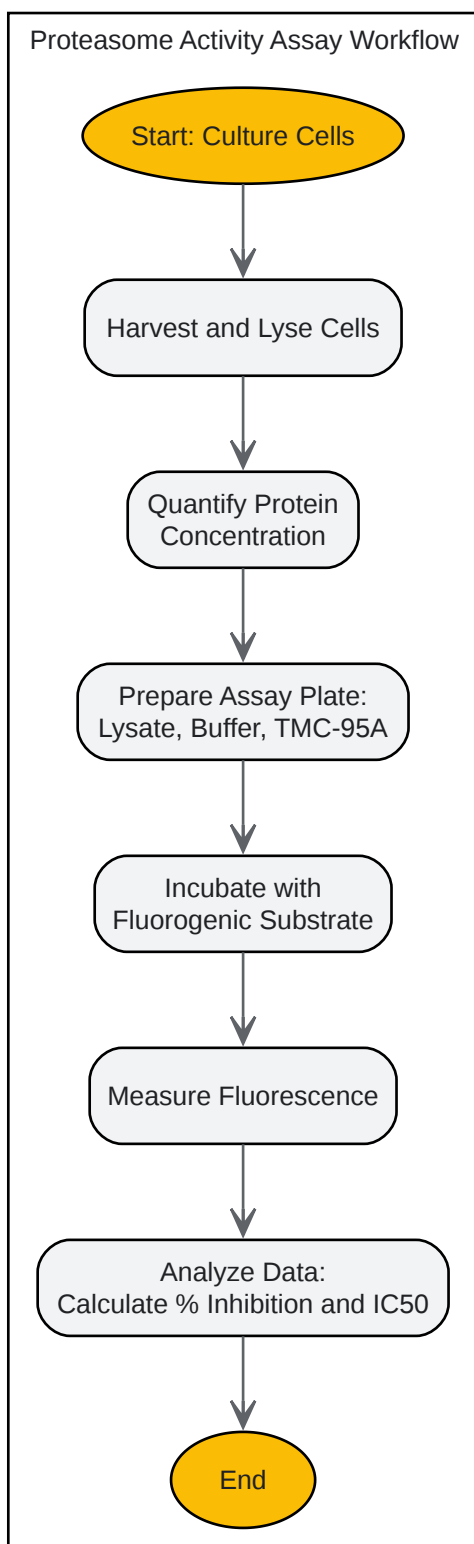 Proteasome Activity Assay Workflow
Start: Culture Cells
Harvest and Lyse Cells
Quantify Protein
Concentration
Prepare Assay Plate:
Lysate, Buffer, TMC-95A
Incubate with
Fluorogenic Substrate
Measure Fluorescence
Analyze Data:
Calculate % Inhibition and IC50
End